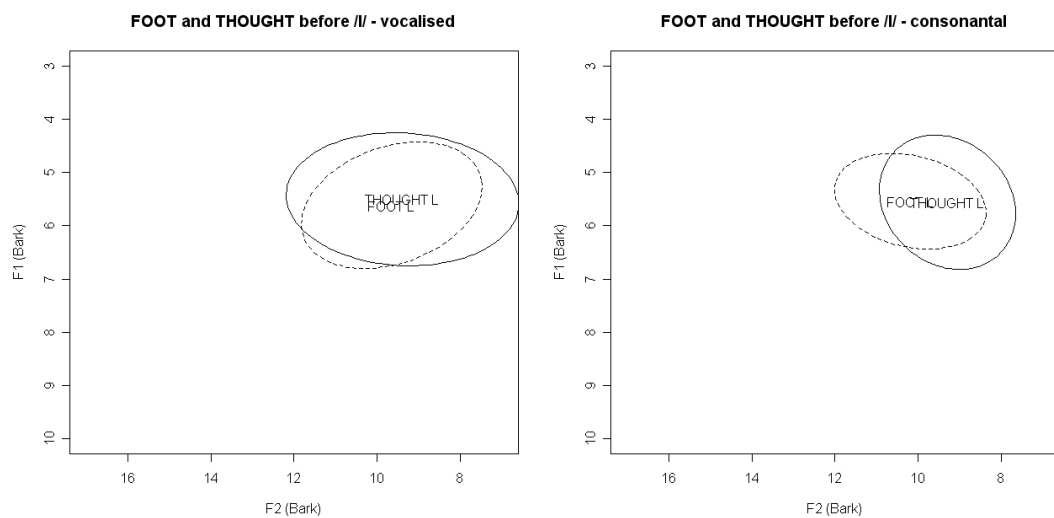 FOOT and THOUGHT before /l/ - vocalised
3
4
5
6
7
8
9
10
F1 (Bark)
THOUGHT L
FOOT L
16
14
12
10
8
F2 (Bark)
FOOT and THOUGHT before /l/ - consonantal
3
4
5
6
7
8
9
10
F1 (Bark)
FOOT L
THOUGHT L
16
14
12
10
8
F2 (Bark)